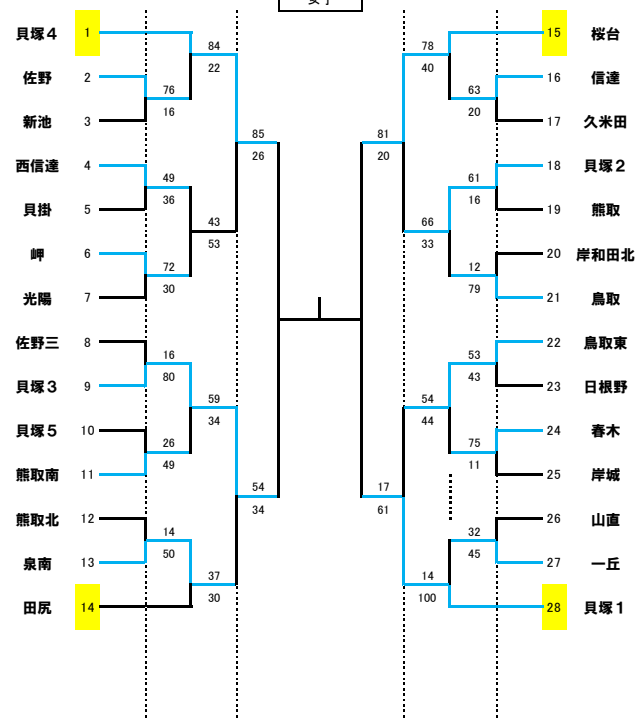 貝塚４ 1 84 78 15 桜台
佐野 2 76 22 40 63 16 信達
新池 3 16 20 17 久米田
85 81
西信達 4 49 26 20 61 18 貝塚２
貝掛 5 36 16 19 熊取
43 66
岬 6 72 53 33 12 20 岸和田北
光陽 7 30 79 21 鳥取
佐野三 8 16 53 22 鳥取東
貝塚３ 9 80 43 23 日根野
59 54
貝塚５ 10 26 34 44 75 24 春木
熊取南 11 49 11 25 岸城
54 17
熊取北 12 14 34 61 32 26 山直
泉南 13 50 45 27 一丘
37 14
田尻 14 30 100 28 貝塚１